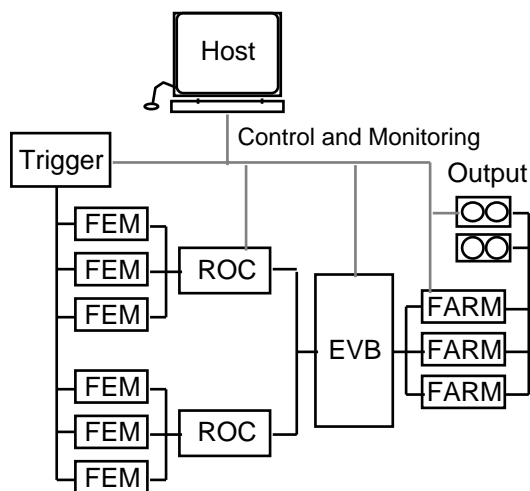 Host
Control and Monitoring
Trigger
Output
FEM
FEM
FEM
ROC
FARM
EVB
FARM
FARM
FEM
FEM
FEM
ROC